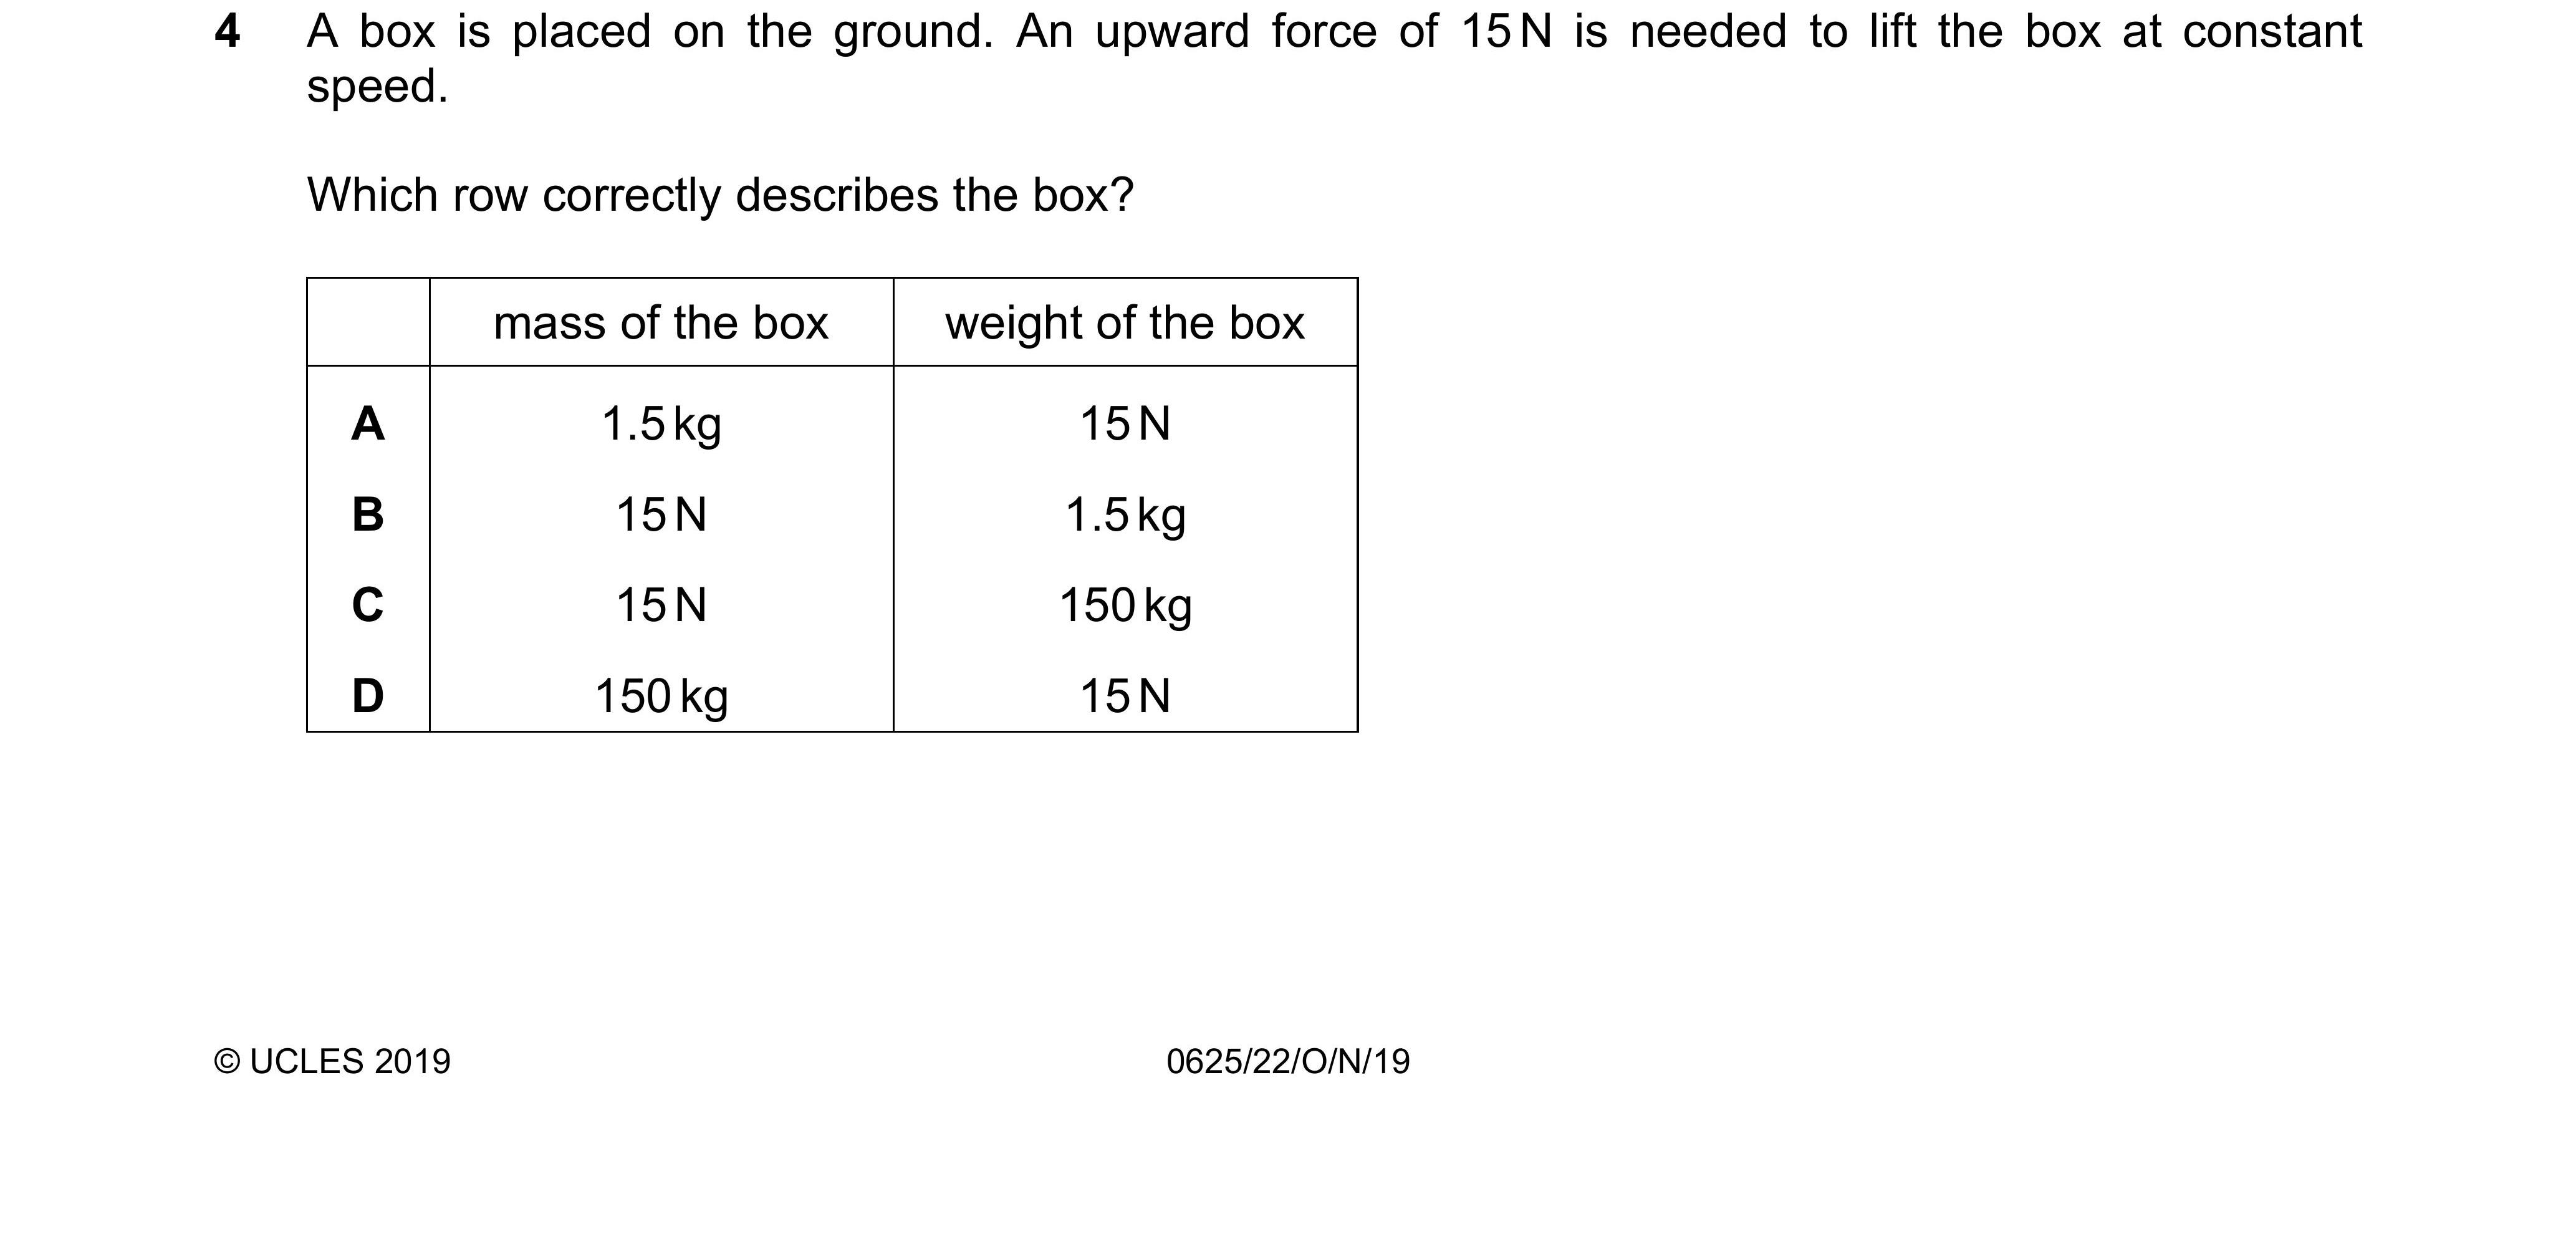 4 A box is placed on the ground. An upward force of 15 N is needed to lift the box at constant
speed.
Which row correctly describes the box?
mass of the box weight of the box
A 1.5 kg 15 N
B 15 N 1.5 kg
C 15 N 150 kg
D 150 kg 15 N
© UCLES 2019 0625/22/O/N/19